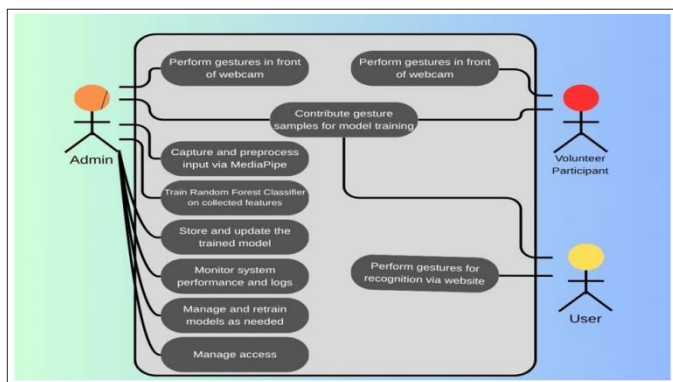 Perform gestures in front
of webcam
Perform gestures in front
of webcam
Contribute gesture
samples for model training
Admin
Volunteer
Participant
Capture and preprocess
input via MediaPipe
Train Random Forest Classifier
on collected features
Store and update the
trained model
Monitor system
performance and logs
Perform gestures for
recognition via website
Manage and retrain
models as needed
User
Manage access